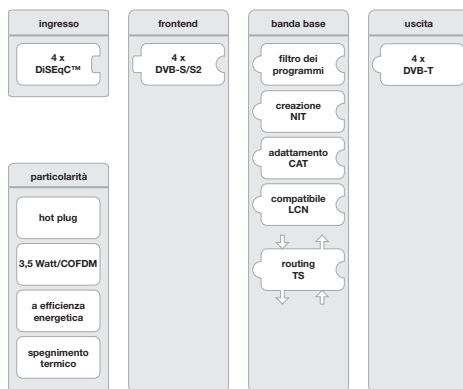 ingresso
4 x
DiSEqC™
particolarità
hot plug
3,5 Watt/COFDM
a efficienza
energetica
spegnimento
termico
frontend
4 x
DVB-S/S2
banda base
filtro dei
programmi
creazione
NIT
adattamento
CAT
compatibile
LCN
routing
TS
uscita
4 x
DVB-T